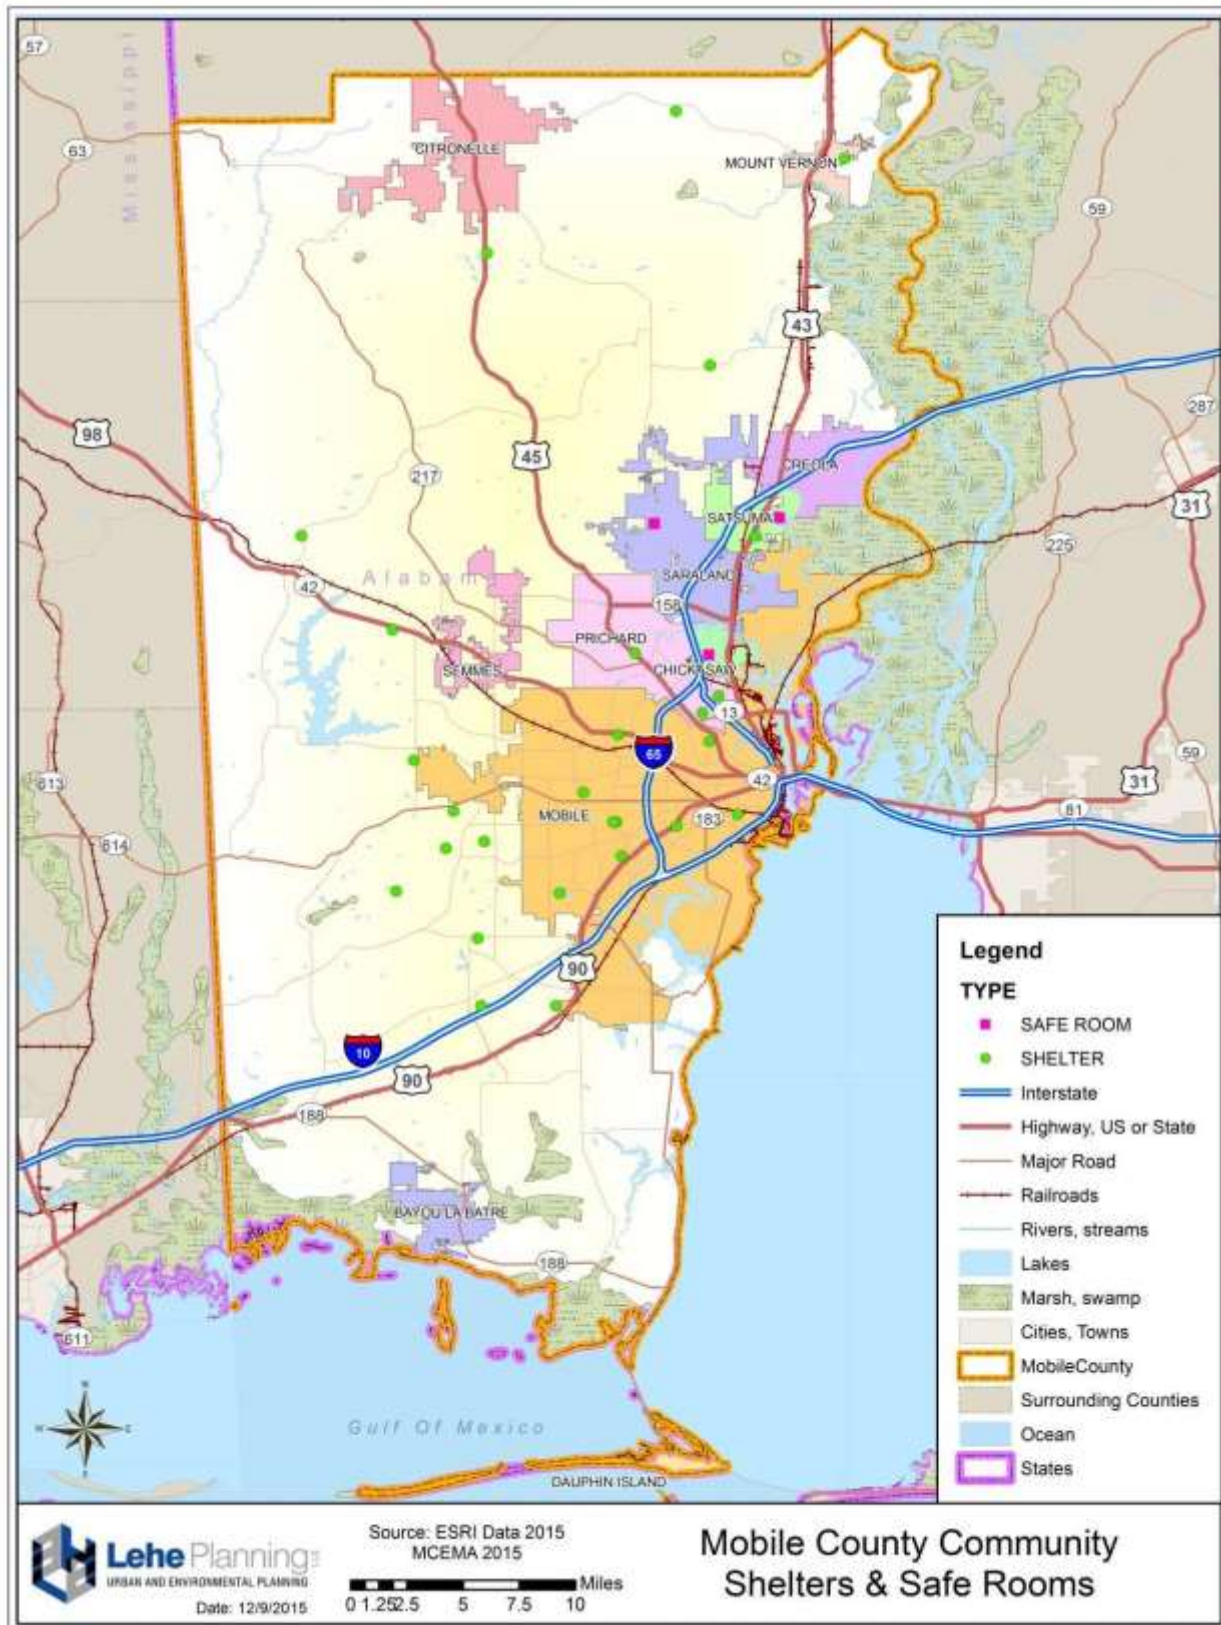 57
Mississippi
63
CITRONELLE
MOUNT VERNON
59
43
98
45
287
217
CREOLA
31
SATSUMA
225
Alabama
42
SARALAND
158
PRICHARD
SEMMES
CHICKASAW
13
65
59
31
42
613
MOBILE
183
81
614
90
10
90
188
BAYOU LA BATRE
188
611
N
W
E
Gulf Of Mexico
DAUPHIN ISLAND
Legend
TYPE
SAFE ROOM
SHELTER
Interstate
Highway, US or State
Major Road
Railroads
Rivers, streams
Lakes
Marsh, swamp
Cities, Towns
MobileCounty
Surrounding Counties
Ocean
States
Lehe Planning
URBAN AND ENVIRONMENTAL PLANNING
Date: 12/9/2015
Source: ESRI Data 2015
MCEMA 2015
Miles
0 1.252.5 5 7.5 10
Mobile County Community
Shelters & Safe Rooms